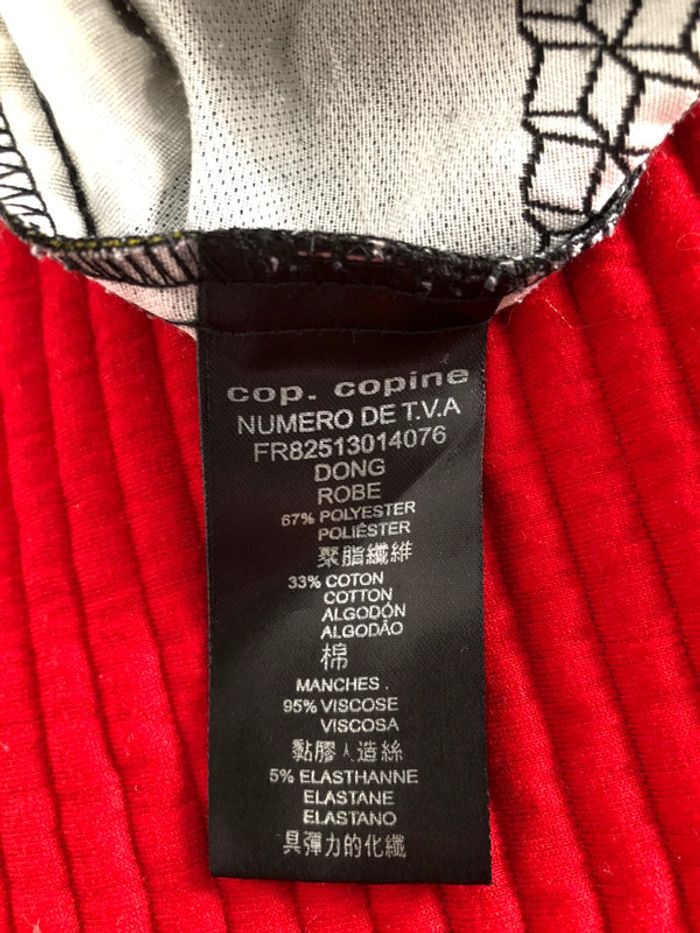 cop. copine
NUMERO DE T.V.A
FR82513014076
DONG
ROBE
67% POLYESTER
POLIÉSTER
聚脂纖維
33% COTON
COTTON
ALGODÓN
ALGODÃO
棉
MANCHES.
95% VISCOSE
VISCOSA
黏膠人造絲
5% ELASTHANNE
ELASTANE
ELASTANO
具彈力的化纖